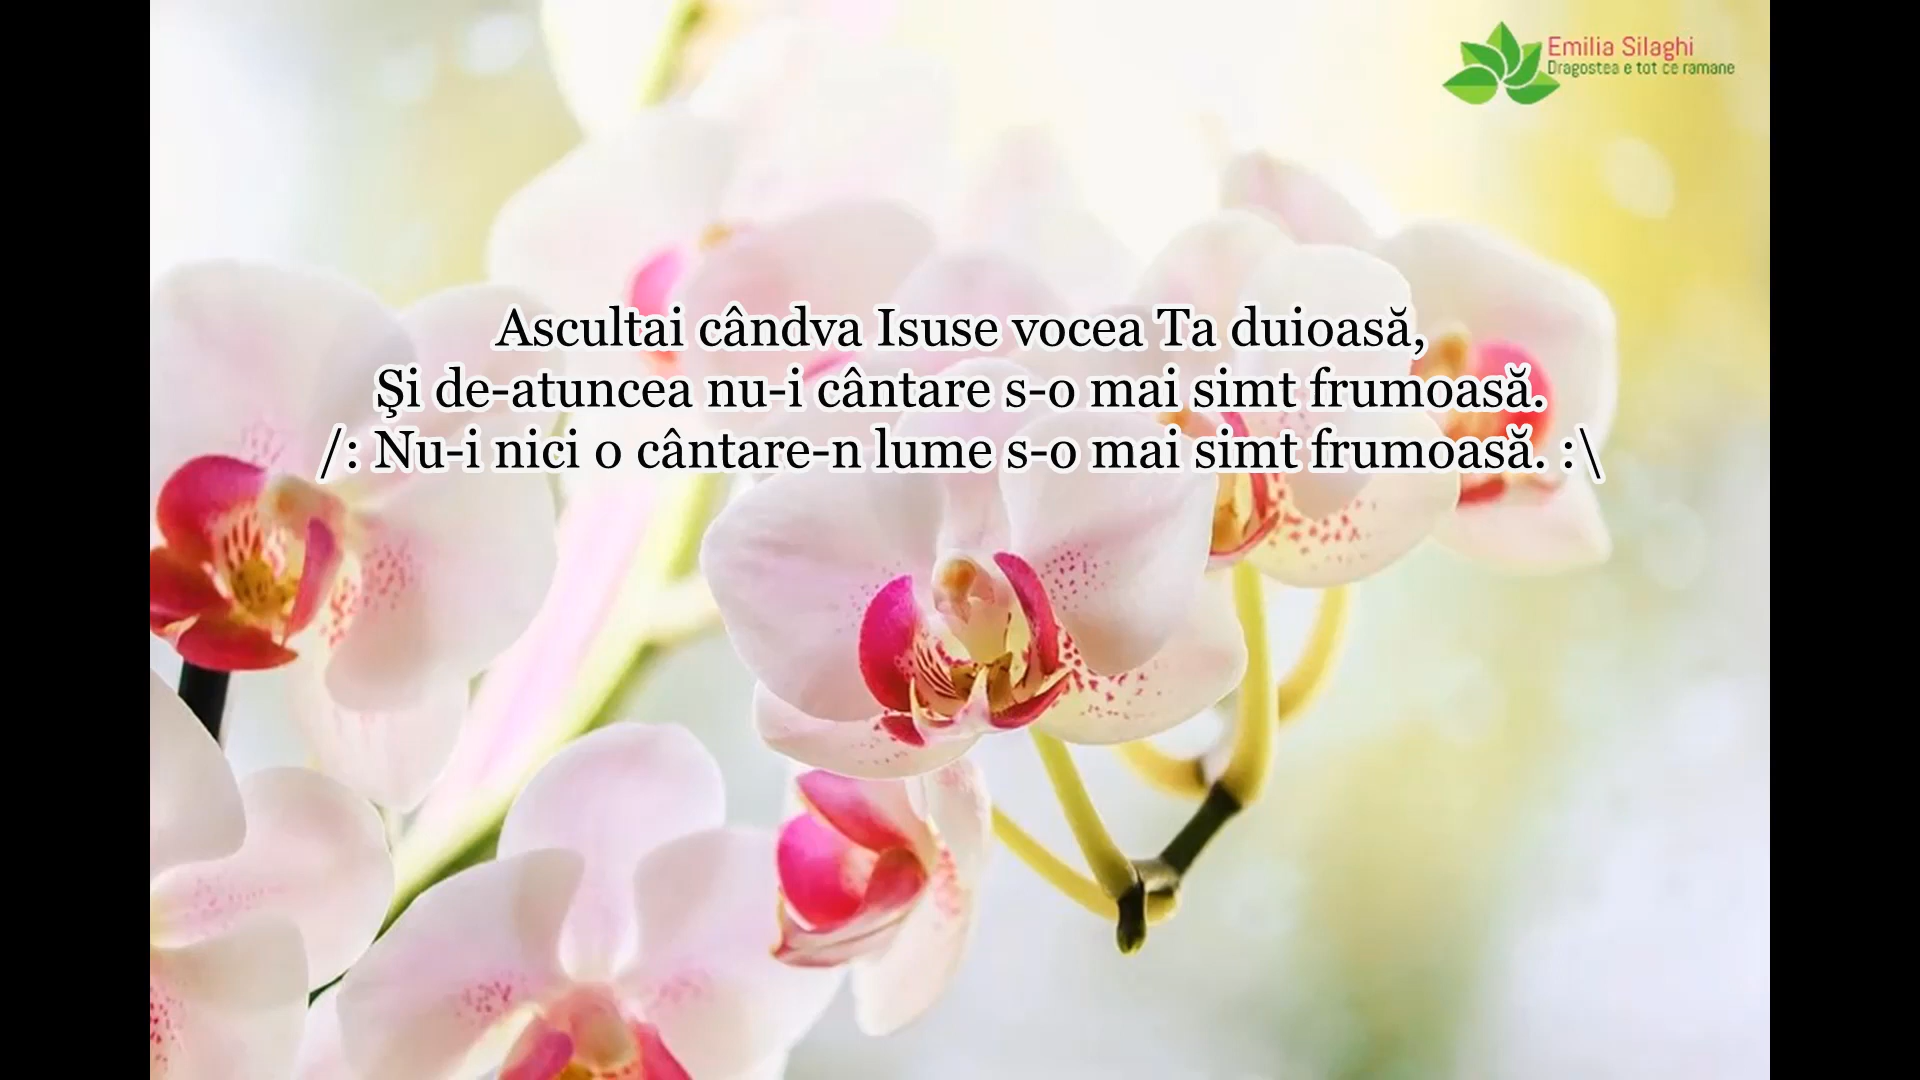 Emilia Silaghi
Dragostea e tot ce ramane
Ascultai cândva Isuse vocea Ta duioasă,
Şi de-atuncea nu-i cântare s-o mai simt frumoasă.
/: Nu-i nici o cântare-n lume s-o mai simt frumoasă. :\